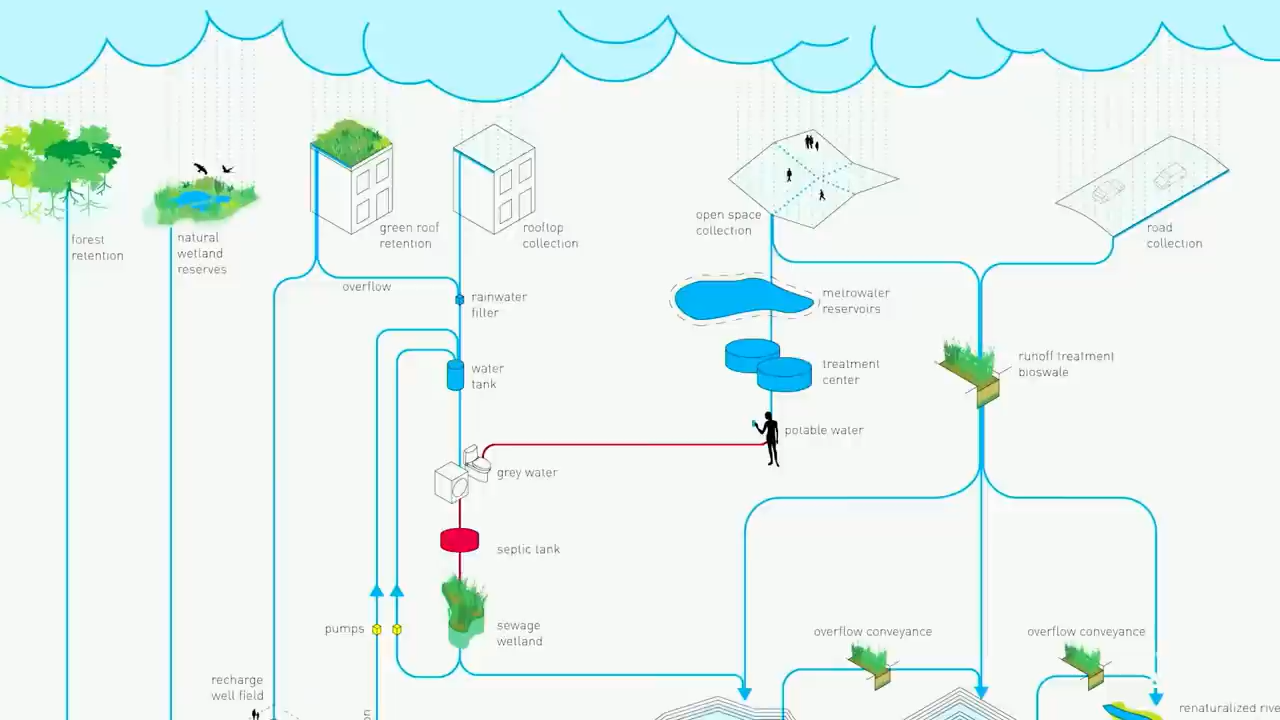 forest
retention
natural
wetland
reserves
green roof
retention
rooftop
collection
open space
collection
road
collection
overflow
rainwater
filter
metrowater
reservoirs
water
tank
treatment
center
runoff treatment
bioswale
potable water
grey water
septic tank
pumps
sewage
wetland
overflow conveyance
overflow conveyance
recharge
well field
renaturalized rive